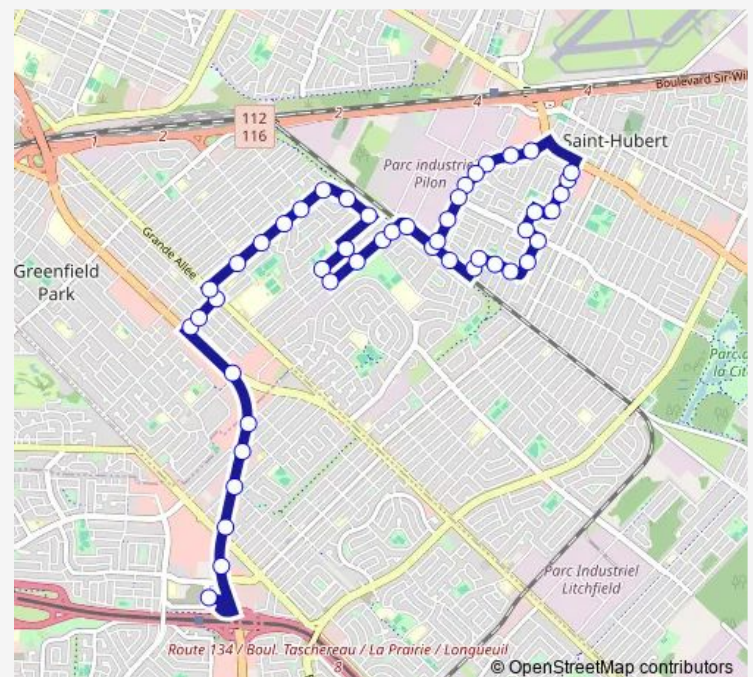 Boulevard Sir Wil
4
4
2
112
116
1
2
Saint-Hubert
Parc industrie
Pilon
Grande Allée
Greenfield
Park
Parc d
la Cit
Parc Industriel
Litchfield
Route 134 / Boul. Taschereau / La Prairie / Longueuil
8
© OpenStreetMap contributors